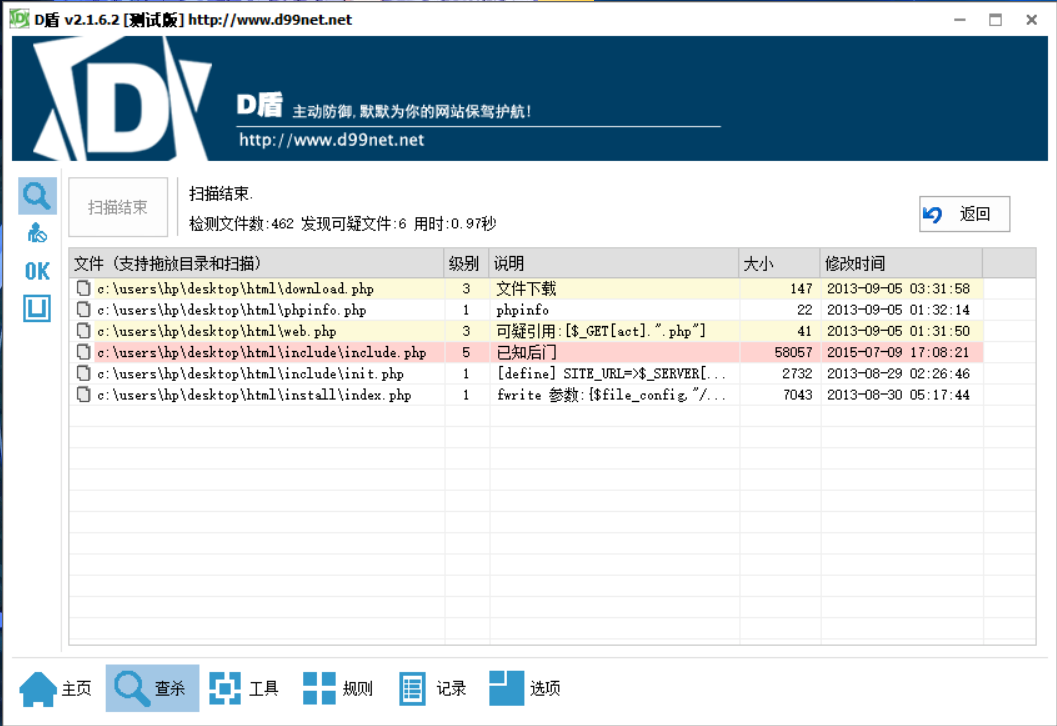 D盾 v2.1.6.2 [测试版] http://www.d99net.net
D盾 主动防御,默默为你的网站保驾护航!
http://www.d99net.net
扫描结束
扫描结束.
检测文件数:462 发现可疑文件:6 用时:0.97秒
返回
OK
文件 (支持拖放目录和扫描) 级别 说明 大小 修改时间
c:\users\hp\desktop\html\download.php 3 文件下载 147 2013-09-05 03:31:58
c:\users\hp\desktop\html\phpinfo.php 1 phpinfo 22 2013-09-05 01:32:14
c:\users\hp\desktop\html\web.php 3 可疑引用:[$_GET[act].".php"] 41 2013-09-05 01:31:50
c:\users\hp\desktop\html\include\include.php 5 已知后门 58057 2015-07-09 17:08:21
c:\users\hp\desktop\html\include\init.php 1 [define] SITE_URL=>$_SERVER[... 2732 2013-08-29 02:26:46
c:\users\hp\desktop\html\install\index.php 1 fwrite 参数:{$file_config,"/... 7043 2013-08-30 05:17:44
主页 查杀 工具 规则 记录 选项